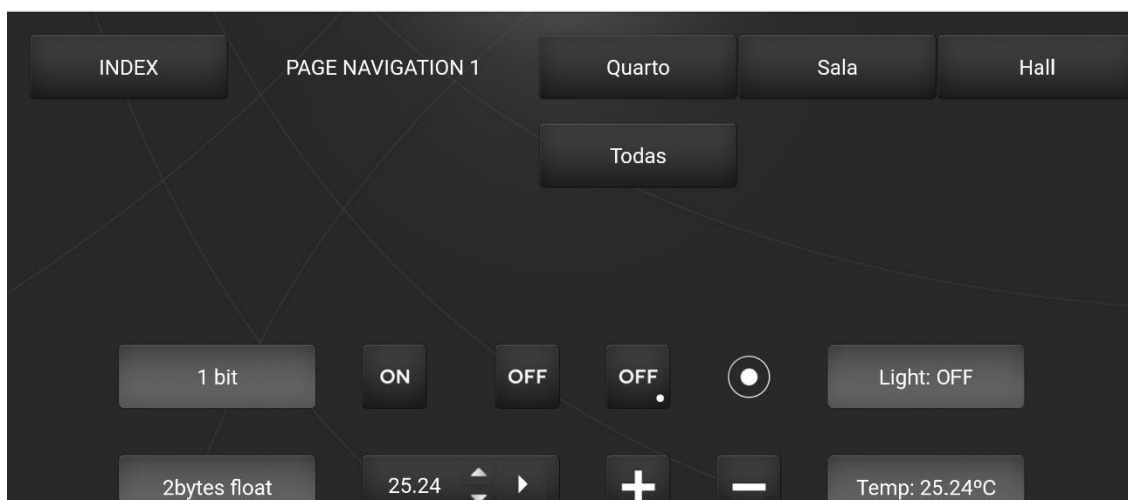 INDEX PAGE NAVIGATION 1 Quarto Sala Hall
Todas
1 bit ON OFF OFF Light: OFF
2bytes float 25.24 Temp: 25.24ºC